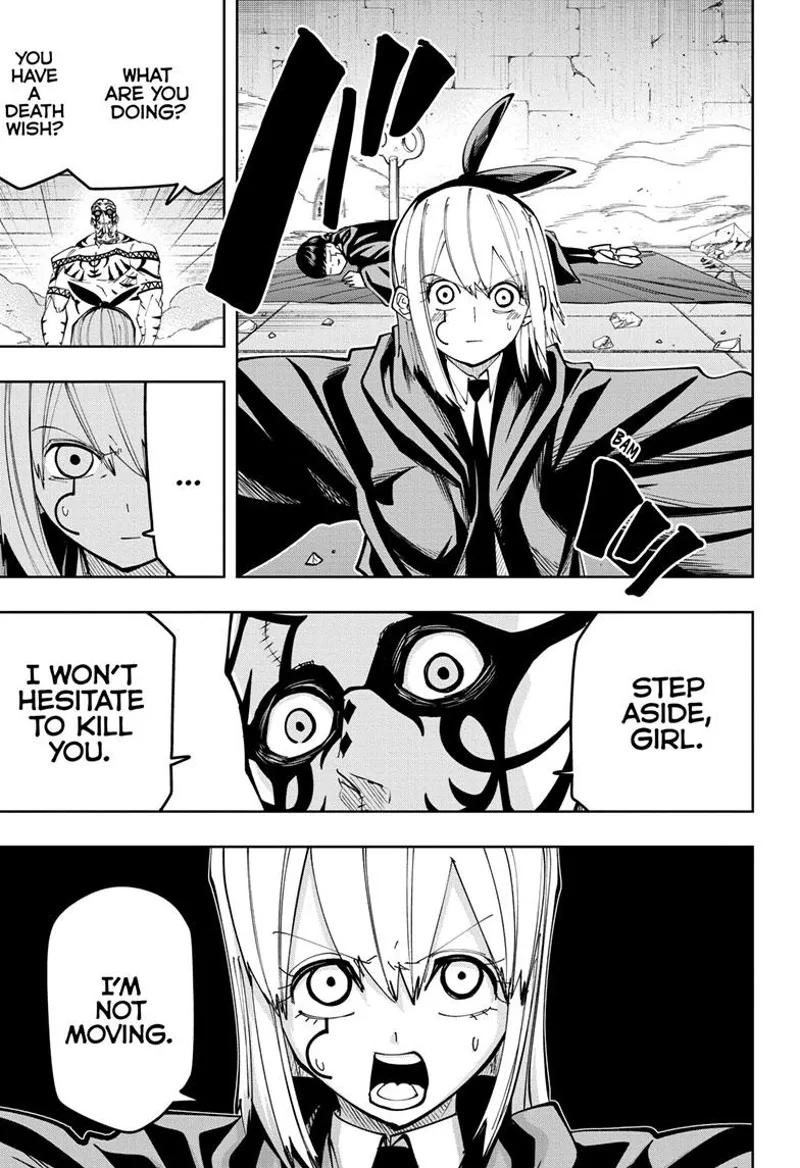 BAM
WHAT
ARE YOU
DOING?
YOU
HAVE
A
DEATH
WISH?
...
STEP
ASIDE,
GIRL.
I WON'T
HESITATE
TO KILL
YOU.
I'M
NOT
MOVING.